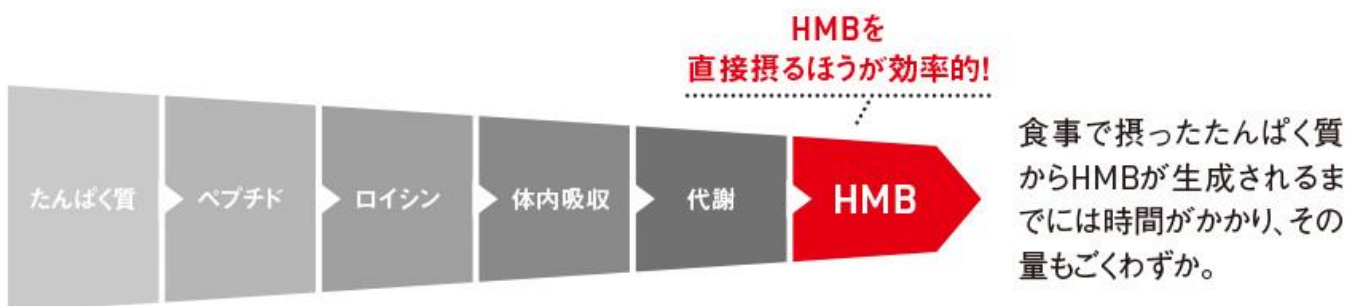 HMBを
直接摂るほうが効率的!
たんぱく質
ペプチド
ロイシン
体内吸収
代謝
HMB
食事で摂ったたんぱく質
からHMBが生成されるま
でには時間がかかり、その
量もごくわずか。